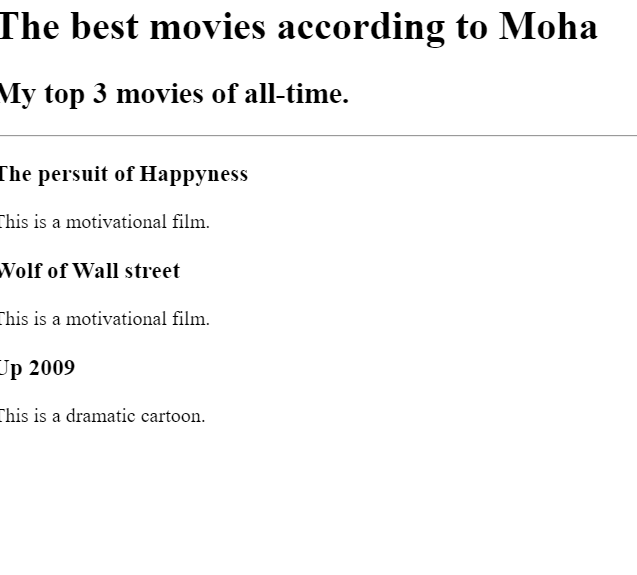 The best movies according to Moha
My top 3 movies of all-time.
The persuit of Happyness
This is a motivational film.
Wolf of Wall street
This is a motivational film.
Up 2009
This is a dramatic cartoon.